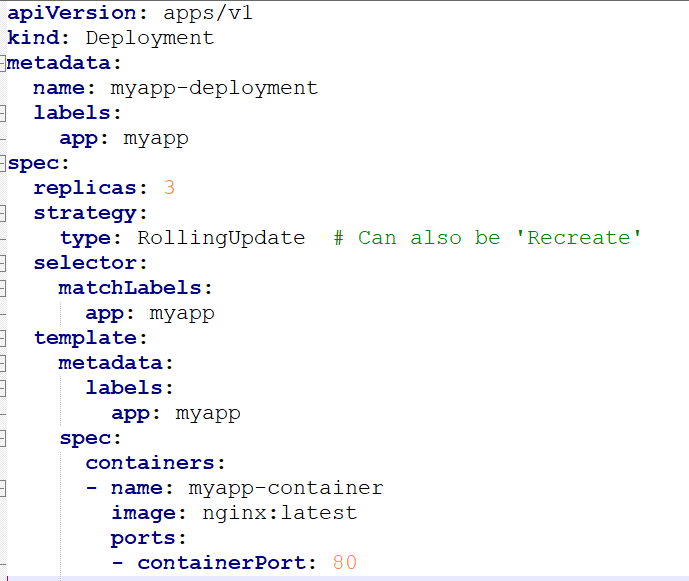 apiVersion: apps/v1
kind: Deployment
metadata:
  name: myapp-deployment
  labels:
    app: myapp
spec:
  replicas: 3
  strategy:
    type: RollingUpdate  # Can also be 'Recreate'
  selector:
    matchLabels:
      app: myapp
  template:
    metadata:
      labels:
        app: myapp
    spec:
      containers:
      - name: myapp-container
        image: nginx:latest
        ports:
        - containerPort: 80